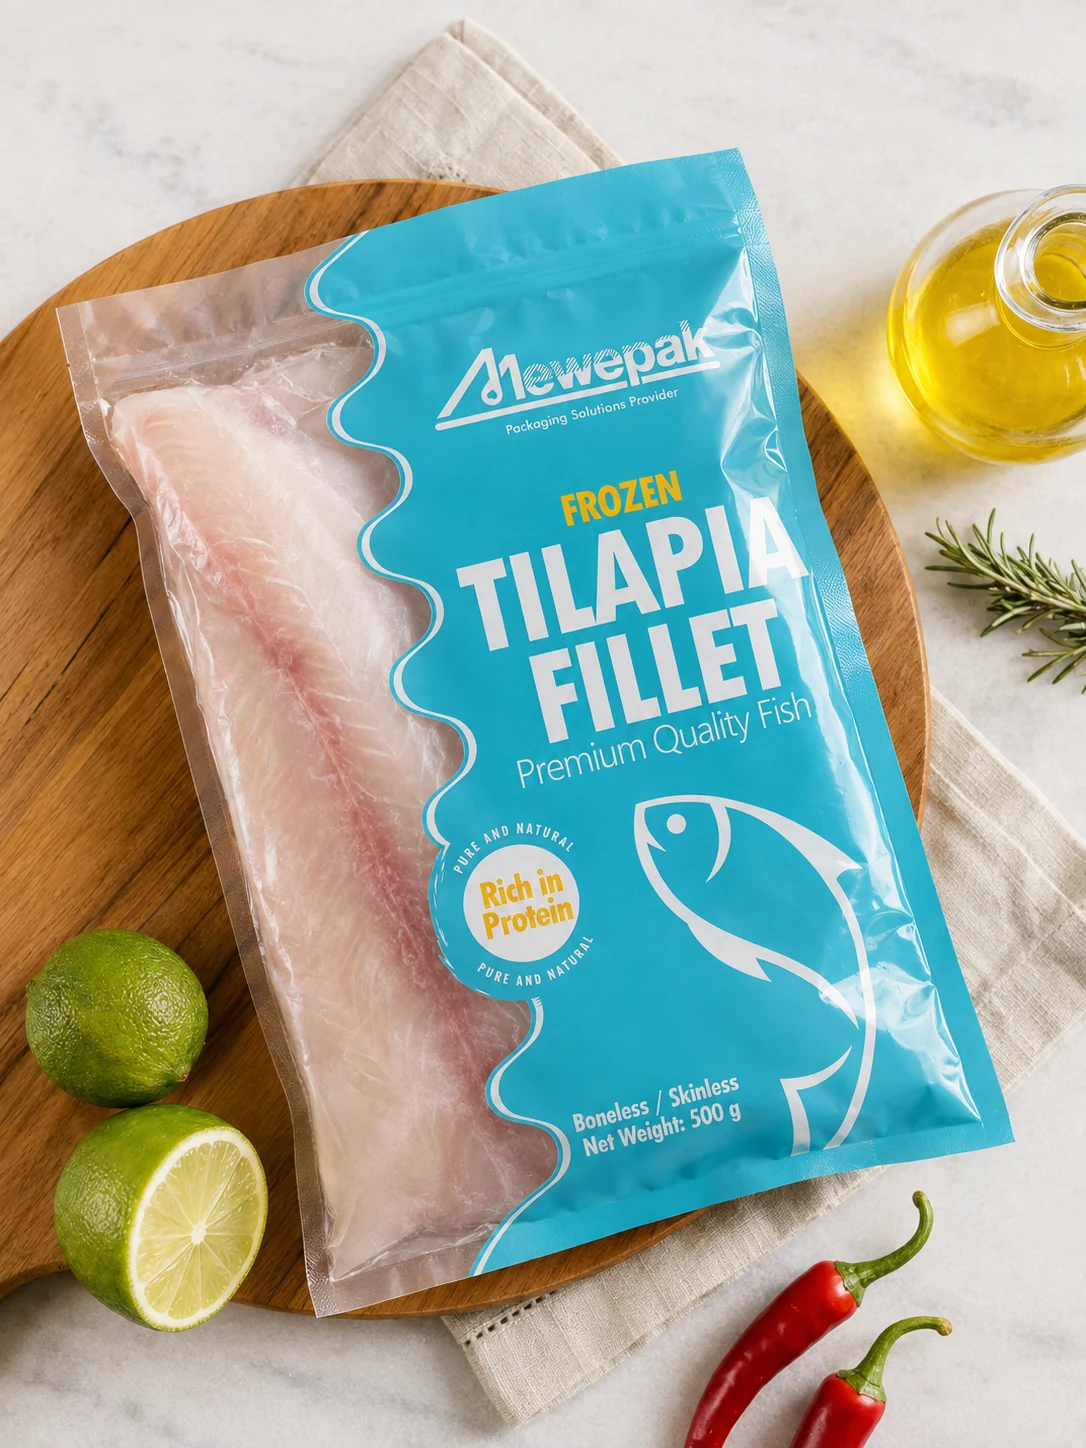 Mewepak
Packaging Solutions Provider
FROZEN
TILAPIA
FILLET
Premium Quality Fish
PURE AND NATURAL
Rich in
Protein
PURE AND NATURAL
Boneless / Skinless
Net Weight: 500 g